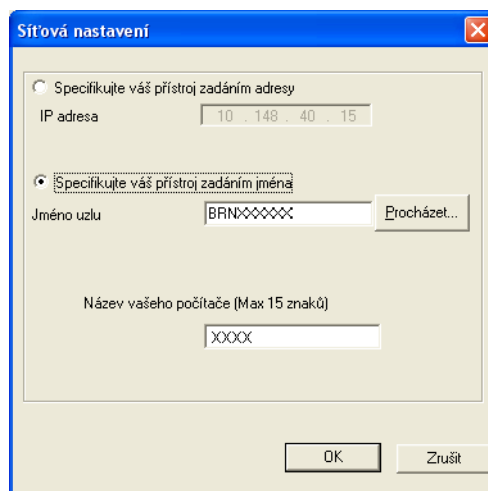 Síťová nastavení
Specifikujte váš přístroj zadáním adresy
IP adresa 10 . 148 . 40 . 15
Specifikujte váš přístroj zadáním jména
Jméno uzlu BRNXXXXXX Procházet...
Název vašeho počítače (Max 15 znaků)
XXXX
OK Zrušit